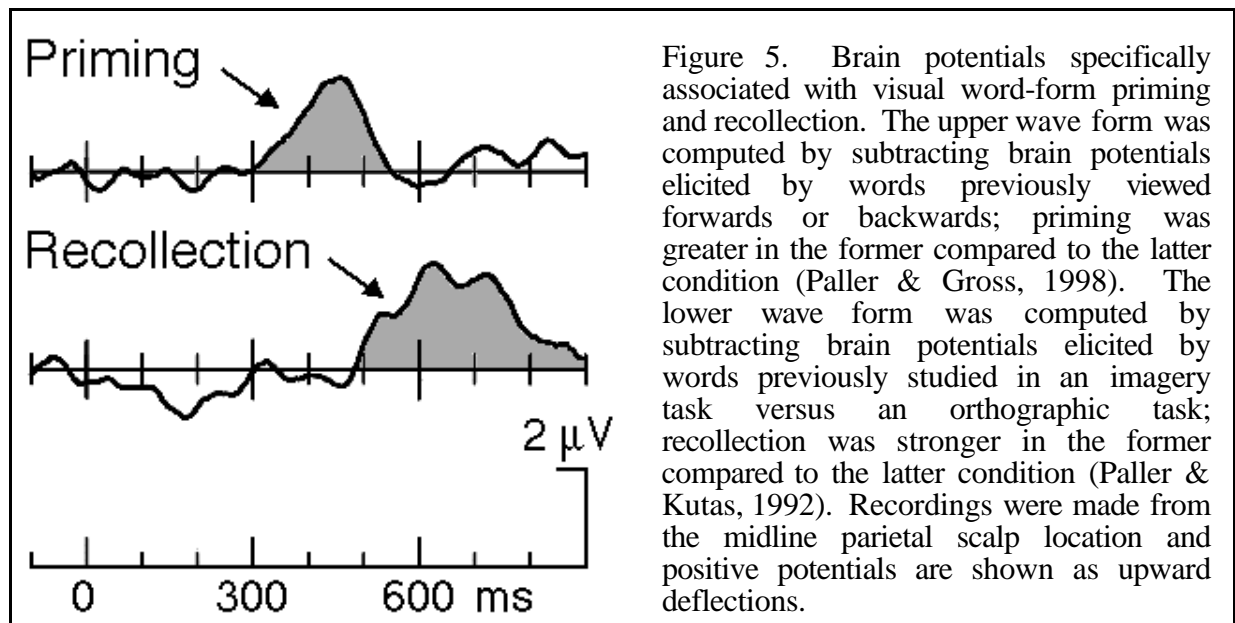 Priming
Recollection
2 μV
0 300 600 ms
Figure 5. Brain potentials specifically
associated with visual word-form priming
and recollection. The upper wave form was
computed by subtracting brain potentials
elicited by words previously viewed
forwards or backwards; priming was
greater in the former compared to the latter
condition (Paller & Gross, 1998). The
lower wave form was computed by
subtracting brain potentials elicited by
words previously studied in an imagery
task versus an orthographic task;
recollection was stronger in the former
compared to the latter condition (Paller &
Kutas, 1992). Recordings were made from
the midline parietal scalp location and
positive potentials are shown as upward
deflections.